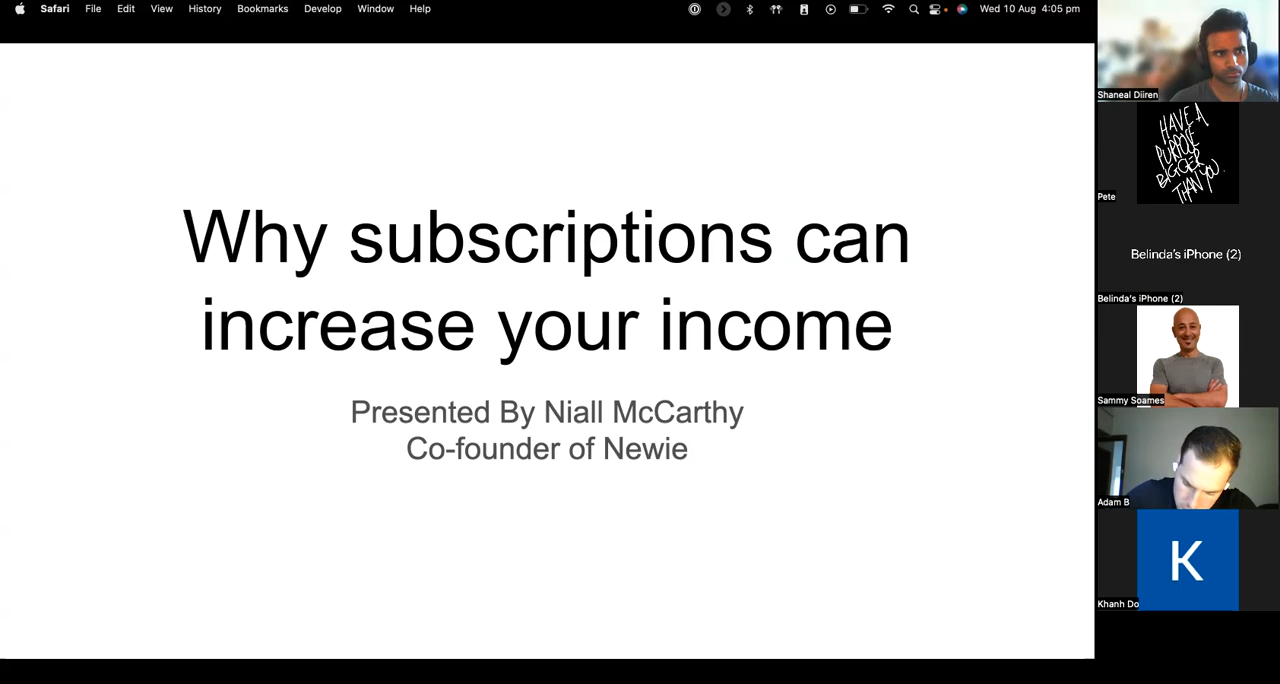 Safari File Edit View History Bookmarks Develop Window Help Wed 10 Aug 4:05 pm
Why subscriptions can
increase your income
Presented By Niall McCarthy
Co-founder of Newie
Shaneal Diiren
HAVE A
PURPOSE
BIGGER
THAN YOU.
Pete
Belinda's iPhone (2)
Belinda's iPhone (2)
Sammy Soames
Adam B
K
Khanh Do